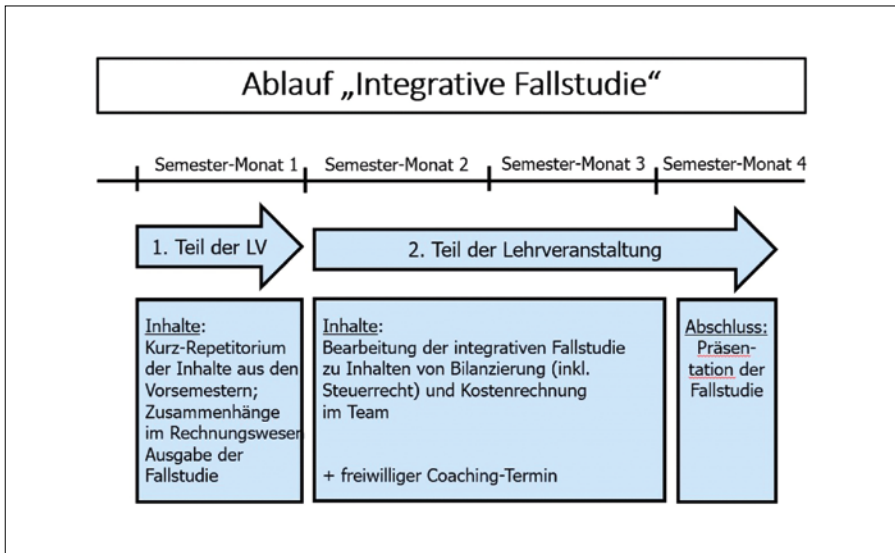 Ablauf „Integrative Fallstudie“
Semester-Monat 1
Semester-Monat 2
Semester-Monat 3
Semester-Monat 4
1. Teil der LV
2. Teil der Lehrveranstaltung
Inhalte:
Kurz-Repetitorium
der Inhalte aus den
Vorsemestern;
Zusammenhänge
im Rechnungswesen
Ausgabe der
Fallstudie
Inhalte:
Bearbeitung der integrativen Fallstudie
zu Inhalten von Bilanzierung (inkl.
Steuerrecht) und Kostenrechnung
im Team
+ freiwilliger Coaching-Termin
Abschluss:
Präsen-
tation der
Fallstudie